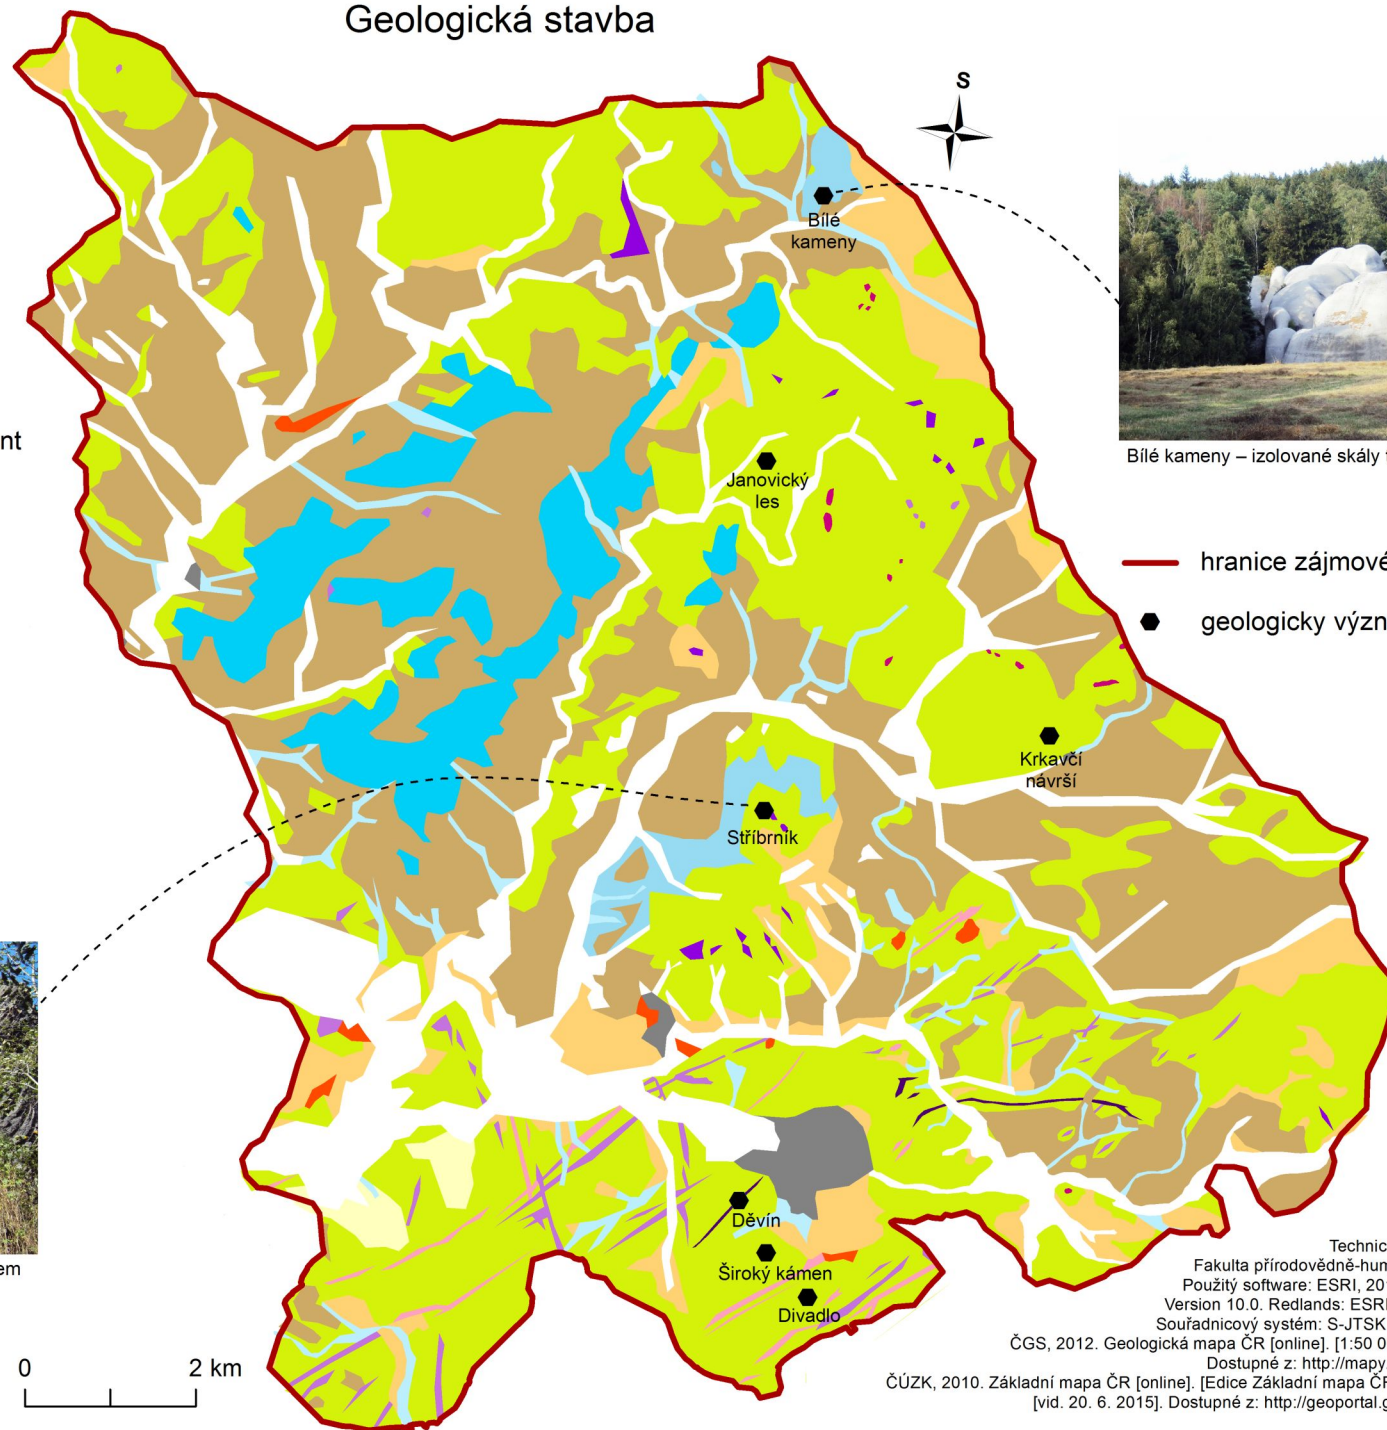 Geologická stavba
S
Bílé
kameny
nt
Bílé kameny – izolované skály
Janovický
les
hranice zájmové
geologicky význ
Krkavčí
návrší
Stříbrník
em
Děvín
Široký kámen
Divadlo
0 2 km
Technic
Fakulta přírodovědně-hum
Použitý software: ESRI, 20
Version 10.0. Redlands: ESRI
Souřadnicový systém: S-JTSK
ČGS, 2012. Geologická mapa ČR [online]. [1:50 0
Dostupné z: http://mapy.
ČÚZK, 2010. Základní mapa ČR [online]. [Edice Základní mapa ČR
[vid. 20. 6. 2015]. Dostupné z: http://geoportal.g